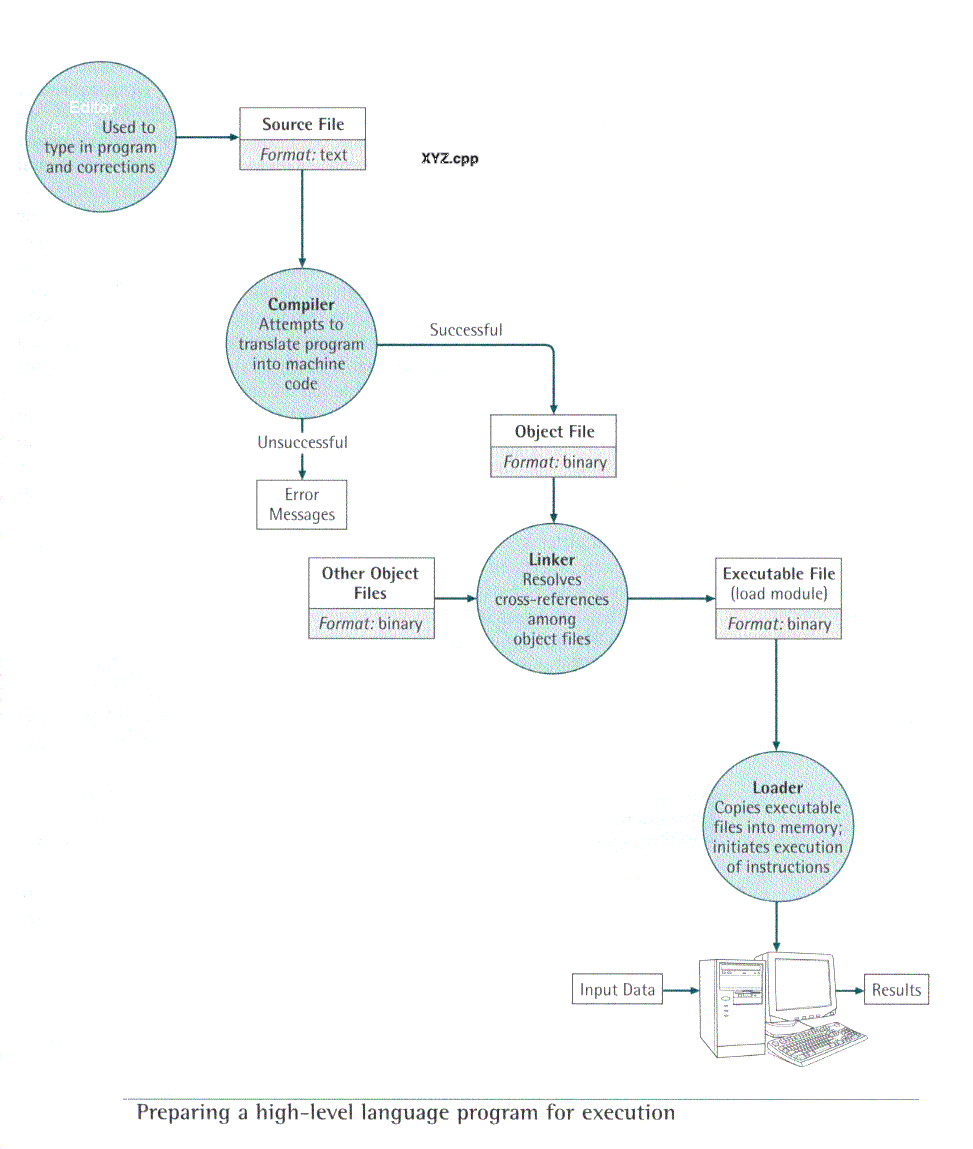 Editor
Used to
type in program
and corrections
Source File
Format: text
XYZ.cpp
Compiler
Attempts to
translate program
into machine
code
Successful
Unsuccessful
Error
Messages
Object File
Format: binary
Other Object
Files
Format: binary
Linker
Resolves
cross-references
among
object files
Executable File
(load module)
Format: binary
Loader
Copies executable
files into memory;
initiates execution
of instructions
Input Data
Results
Preparing a high-level language program for execution